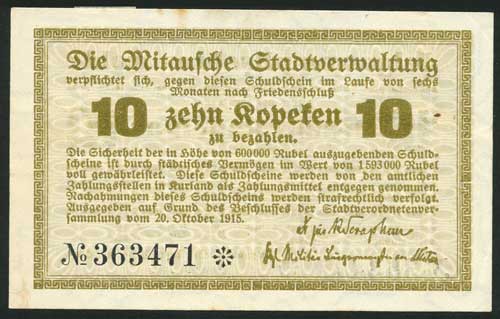 Die Mitausche Stadtverwaltung
verpflichtet sich, gegen diesen Schuldschein im Laufe von sechs
Monaten nach Friedensschluß
10 zehn Kopeken 10
zu bezahlen.
Die Sicherheit der in Höhe von 600000 Rubel auszugebenden Schuld-
scheine ist durch städtisches Vermögen im Wert von 1593000 Rubel
voll gewährleistet. Diese Schuldscheine werden von den amtlichen
Zahlungsstellen in Kurland als Zahlungsmittel entgegen genommen.
Nachahmungen dieses Schuldscheins werden strafrechtlich verfolgt.
Ausgegeben auf Grund des Beschlusses der Stadtverordnetenver-
sammlung vom 20. Oktober 1915.
№ 363471